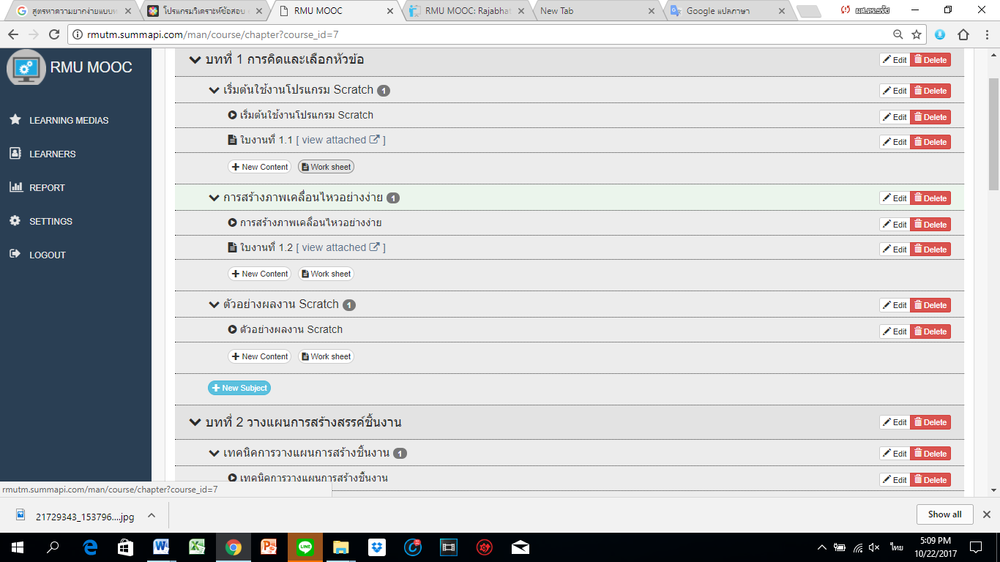 สูตรหาความยากง่ายแบบ
โปรแกรมวิเคราะห์ข้อสอบ
RMU MOOC
RMU MOOC: Rajabhat
New Tab
Google แปลภาษา
rmutm.summapi.com/man/course/chapter?course_id=7
RMU MOOC
LEARNING MEDIAS
LEARNERS
REPORT
SETTINGS
LOGOUT
บทที่ 1 การคิดและเลือกหัวข้อ Edit Delete
เริ่มต้นใช้งานโปรแกรม Scratch 1 Edit Delete
เริ่มต้นใช้งานโปรแกรม Scratch Edit Delete
ใบงานที่ 1.1 [ view attached ] Edit Delete
New Content Work sheet
การสร้างภาพเคลื่อนไหวอย่างง่าย 1 Edit Delete
การสร้างภาพเคลื่อนไหวอย่างง่าย Edit Delete
ใบงานที่ 1.2 [ view attached ] Edit Delete
New Content Work sheet
ตัวอย่างผลงาน Scratch 1 Edit Delete
ตัวอย่างผลงาน Scratch Edit Delete
New Content Work sheet
New Subject
บทที่ 2 วางแผนการสร้างสรรค์ชิ้นงาน Edit Delete
เทคนิคการวางแผนการสร้างชิ้นงาน 1 Edit Delete
เทคนิคการวางแผนการสร้างชิ้นงาน Edit Delete
rmutm.summapi.com/man/course/chapter?course_id=7
21729343_153796....jpg
Show all
LINE
ไทย
5:09 PM
10/22/2017